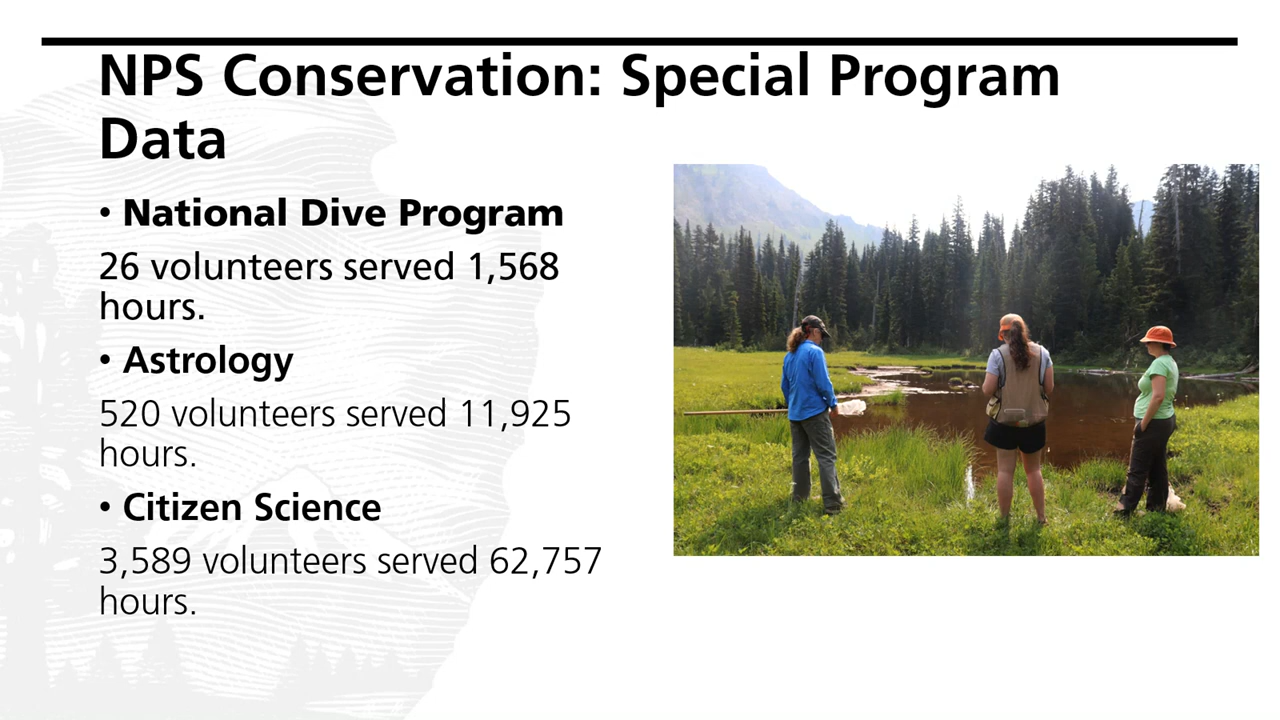 NPS Conservation: Special Program
Data
• National Dive Program
26 volunteers served 1,568
hours.
• Astrology
520 volunteers served 11,925
hours.
• Citizen Science
3,589 volunteers served 62,757
hours.